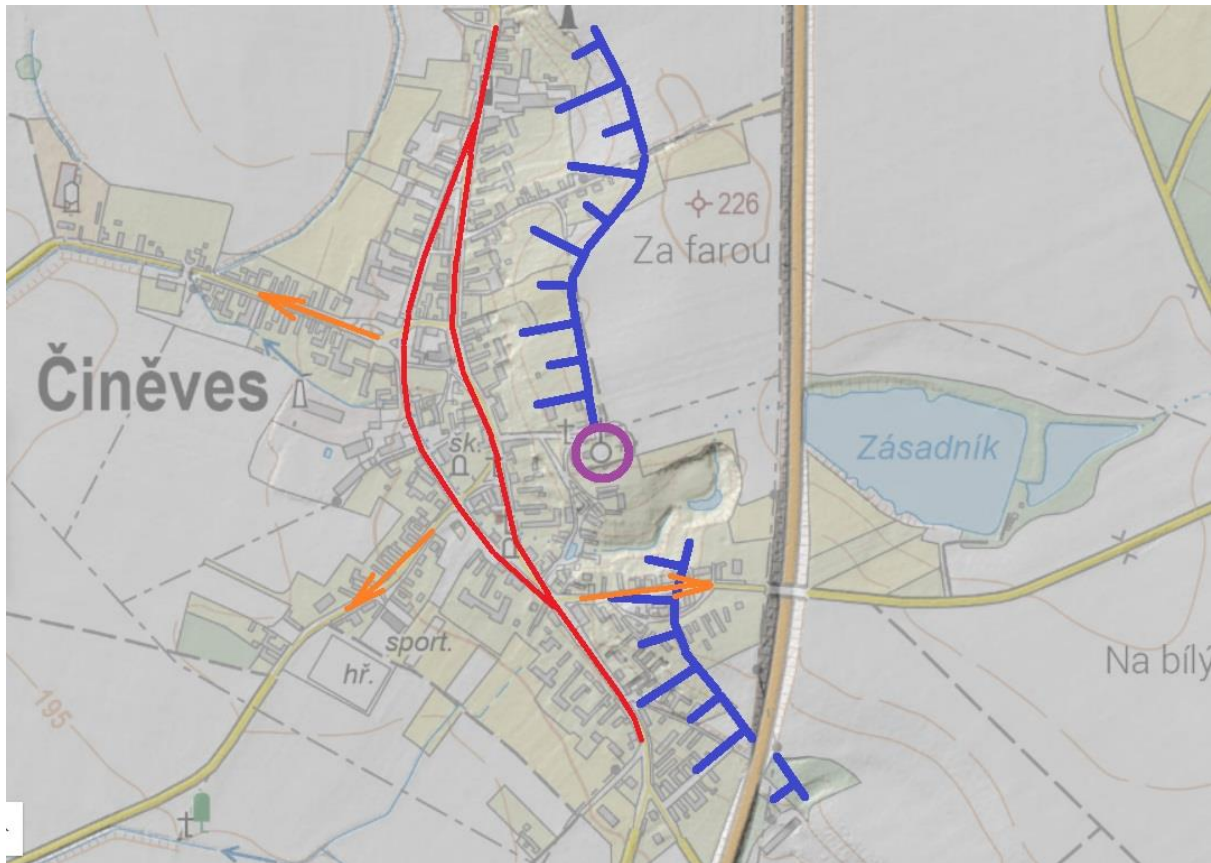 226
Za farou
Činěves
Zásadník
šk.
sport.
hř.
Na bílý
195